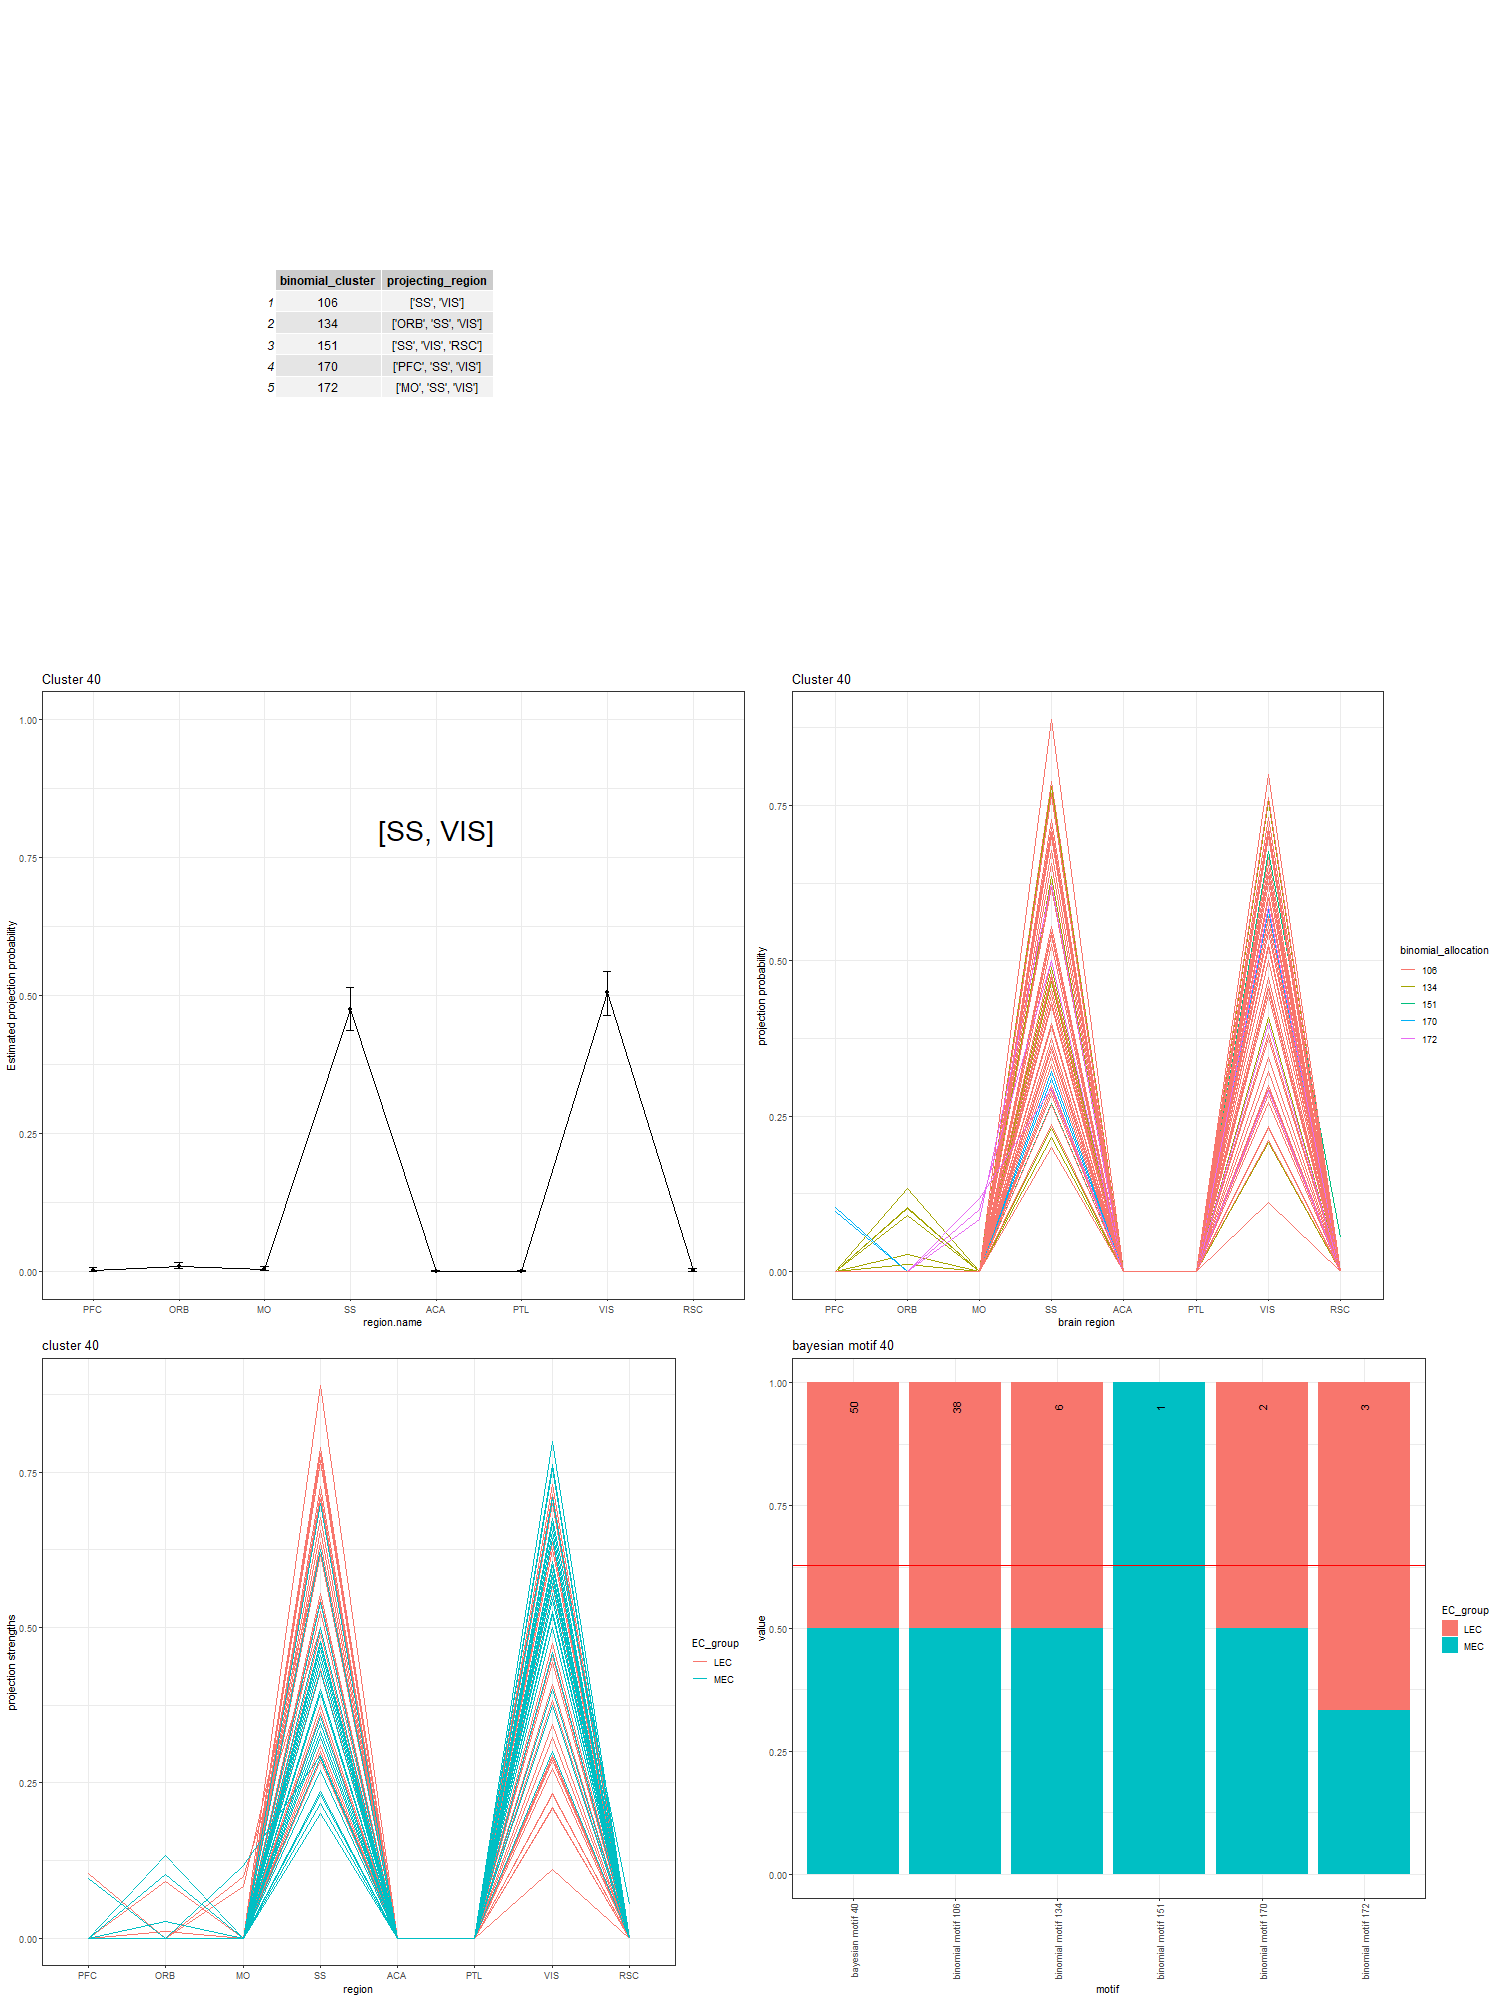 binomial_cluster projecting_region
1 106 ['SS', 'VIS']
2 134 ['ORB', 'SS', 'VIS']
3 151 ['SS', 'VIS', 'RSC']
4 170 ['PFC', 'SS', 'VIS']
5 172 ['MO', 'SS', 'VIS']
Cluster 40
[SS, VIS]
Estimated projection probability
1.00
0.75
0.50
0.25
0.00
PFC ORB MO SS ACA PTL VIS RSC
region.name
Cluster 40
projection probability
0.75
0.50
0.25
0.00
PFC ORB MO SS ACA PTL VIS RSC
brain region
binomial_allocation
106
134
151
170
172
cluster 40
projection strengths
0.75
0.50
0.25
0.00
PFC ORB MO SS ACA PTL VIS RSC
region
EC_group
LEC
MEC
bayesian motif 40
value
1.00
0.75
0.50
0.25
0.00
50 38 6 1 2 3
bayesian motif 40
binomial motif 106
binomial motif 134
binomial motif 151
binomial motif 170
binomial motif 172
motif
EC_group
LEC
MEC